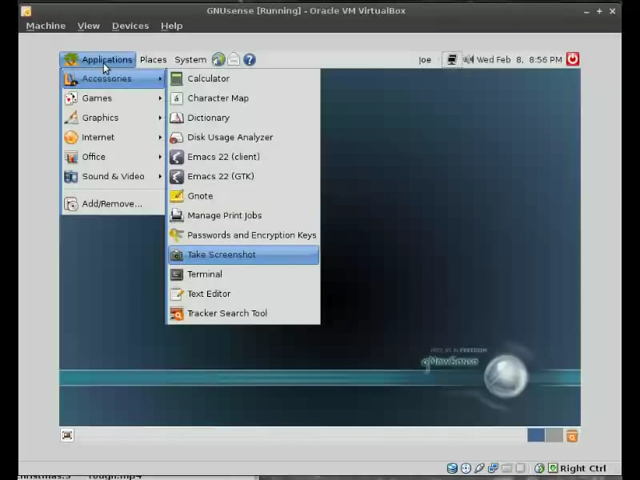 GNUsense [Running] - Oracle VM VirtualBox
Machine View Devices Help
Applications Places System Joe Wed Feb 8, 8:56 PM
Accessories
Games
Graphics
Internet
Office
Sound & Video
Add/Remove...
Calculator
Character Map
Dictionary
Disk Usage Analyzer
Emacs 22 (client)
Emacs 22 (GTK)
Gnote
Manage Print Jobs
Passwords and Encryption Keys
Take Screenshot
Terminal
Text Editor
Tracker Search Tool
gNewSense
Right Ctrl